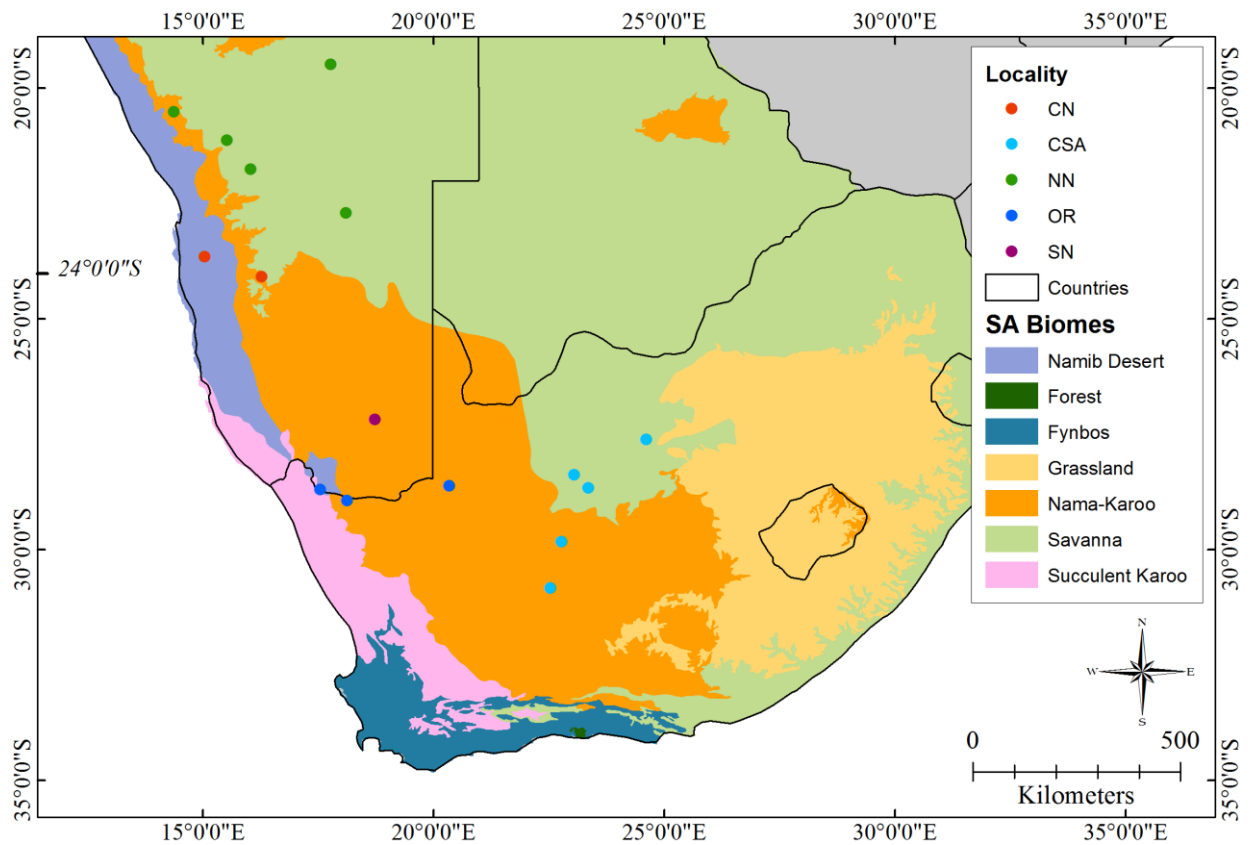 15°0'0"E 20°0'0"E 25°0'0"E 30°0'0"E 35°0'0"E
20°0'0"S
20°0'0"S
24°0'0"S
25°0'0"S
25°0'0"S
30°0'0"S
30°0'0"S
35°0'0"S
35°0'0"S
Locality
CN
CSA
NN
OR
SN
Countries
SA Biomes
Namib Desert
Forest
Fynbos
Grassland
Nama-Karoo
Savanna
Succulent Karoo
N
W E
S
0 500
Kilometers
15°0'0"E 20°0'0"E 25°0'0"E 30°0'0"E 35°0'0"E